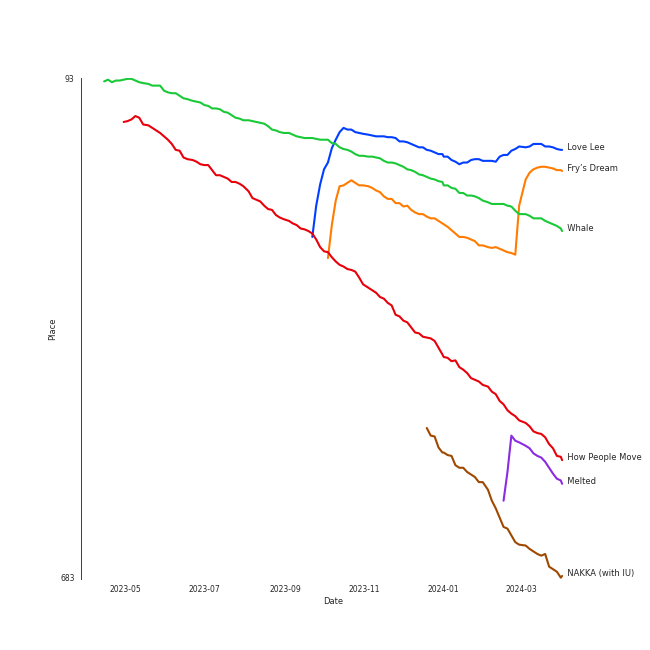 93
Love Lee
Fry's Dream
Whale
Place
How People Move
Melted
NAKKA (with IU)
683
2023-05 2023-07 2023-09 2023-11 2024-01 2024-03
Date